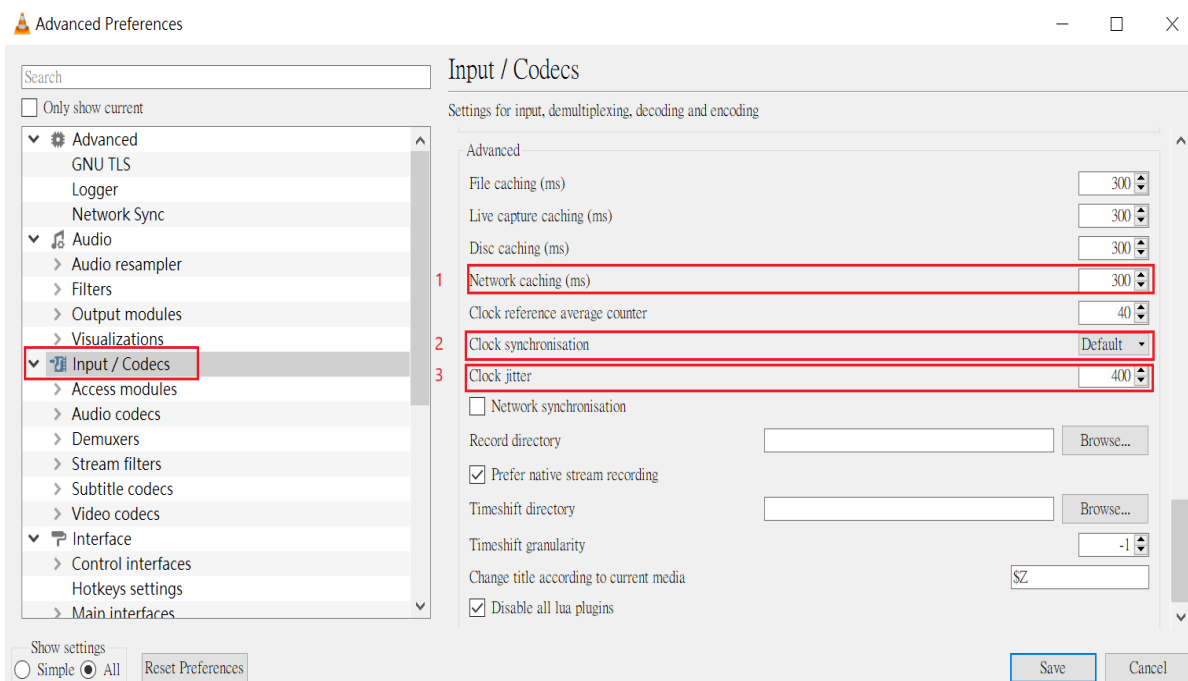 Advanced Preferences
Search
Only show current
Advanced
GNU TLS
Logger
Network Sync
Audio
Audio resampler
Filters
Output modules
Visualizations
Input / Codecs
Access modules
Audio codecs
Demuxers
Stream filters
Subtitle codecs
Video codecs
Interface
Control interfaces
Hotkeys settings
Main interfaces
Show settings
Simple All Reset Preferences
Input / Codecs
Settings for input, demultiplexing, decoding and encoding
Advanced
File caching (ms) 300
Live capture caching (ms) 300
Disc caching (ms) 300
1 Network caching (ms) 300
Clock reference average counter 40
2 Clock synchronisation Default
3 Clock jitter 400
Network synchronisation
Record directory Browse...
Prefer native stream recording
Timeshift directory Browse...
Timeshift granularity -1
Change title according to current media $Z
Disable all lua plugins
Save Cancel